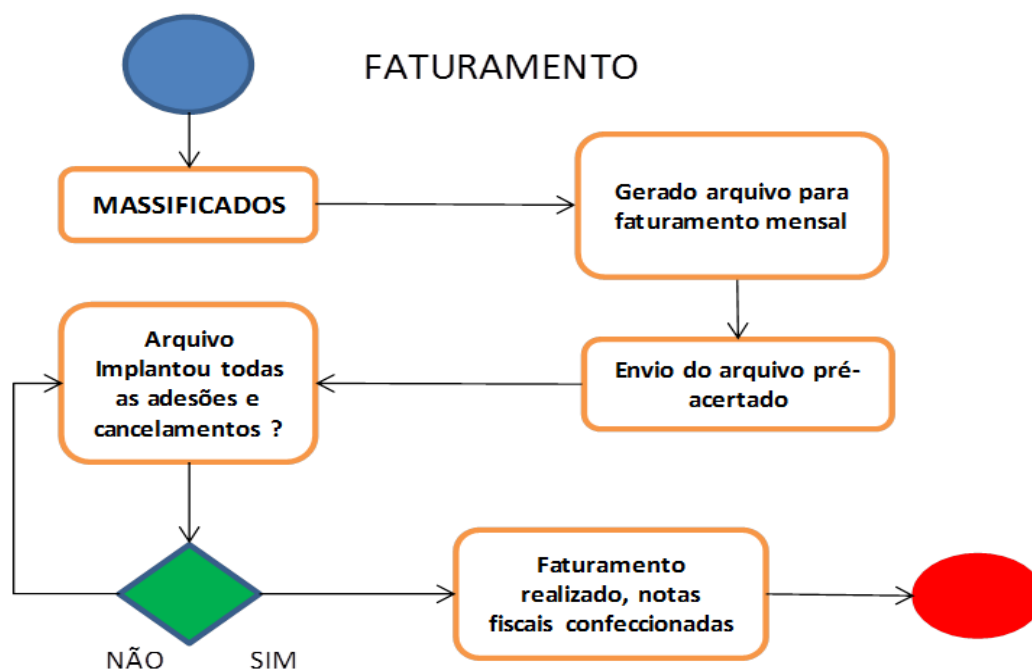 FATURAMENTO
MASSIFICADOS
Gerado arquivo para
faturamento mensal
Envio do arquivo pré-
acertado
Arquivo
Implantou todas
as adesões e
cancelamentos ?
Faturamento
realizado, notas
fiscais confeccionadas
NÃO
SIM